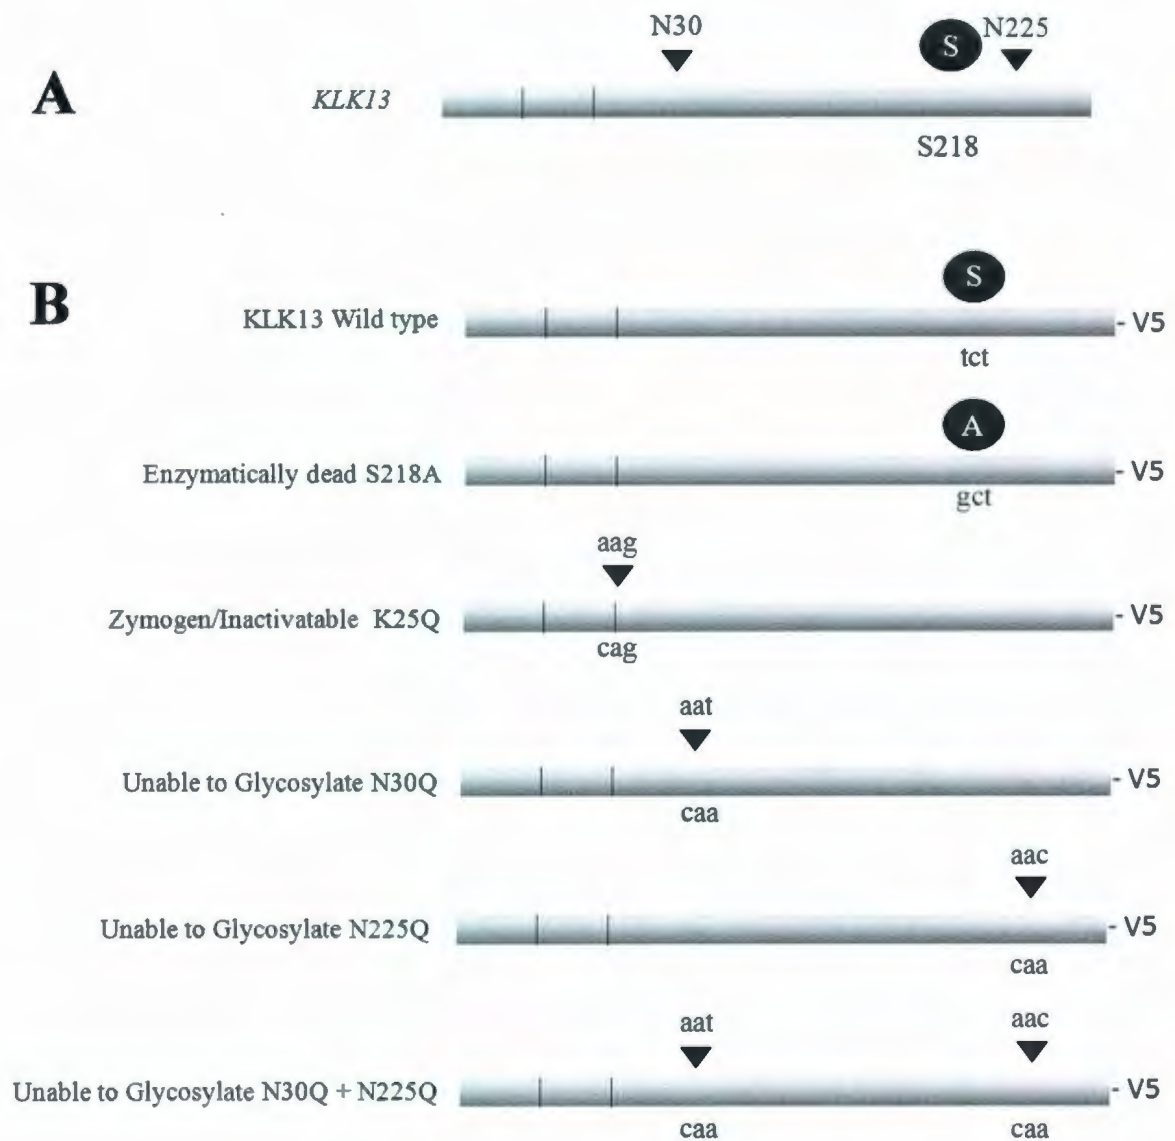 A
N30
S
N225
KLK13
S218
B
S
KLK13 Wild type
- V5
tct
A
Enzymatically dead S218A
- V5
gct
aag
Zymogen/Inactivatable K25Q
- V5
cag
aat
Unable to Glycosylate N30Q
- V5
caa
aac
Unable to Glycosylate N225Q
- V5
caa
aat
aac
Unable to Glycosylate N30Q + N225Q
- V5
caa
caa